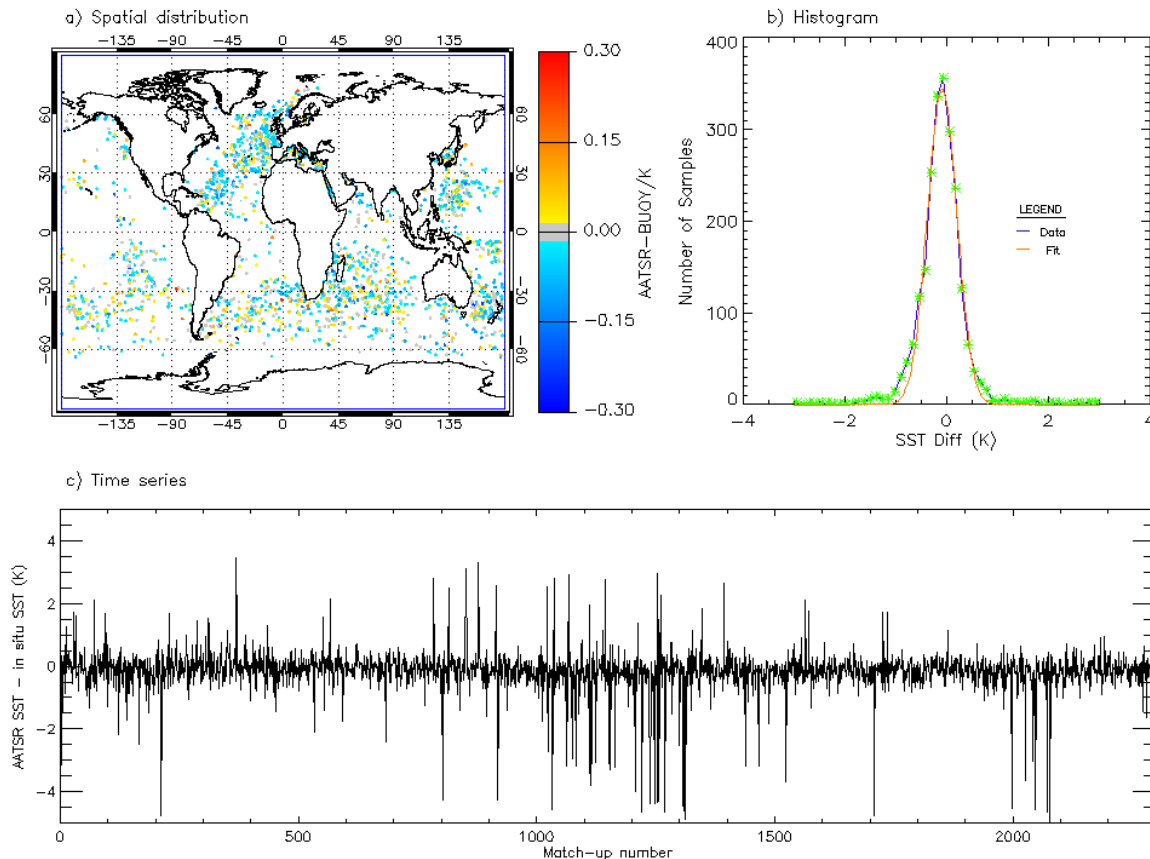 a) Spatial distribution
−135 −90 −45 0 45 90 135
60 30 0 −30 −60
60 30 0 −30 −60
−135 −90 −45 0 45 90 135
0.30
0.15
0.00
−0.15
−0.30
AATSR−BUOY/K
b) Histogram
400
300
200
100
0
Number of Samples
−4 −2 0 2 4
SST Diff (K)
LEGEND
Data
Fit
c) Time series
4
2
0
−2
−4
AATSR SST − in situ SST (K)
0 500 1000 1500 2000
Match−up number